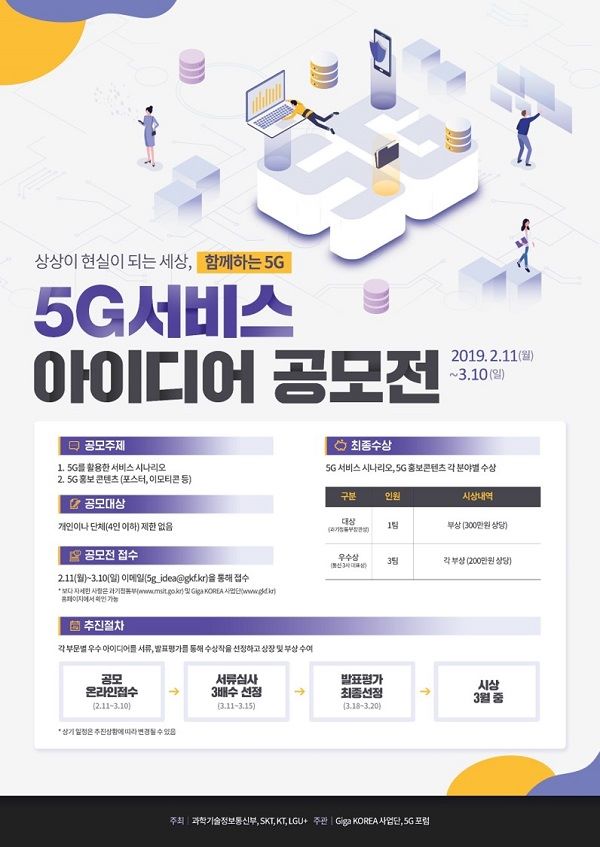 상상이 현실이 되는 세상, 함께하는 5G
5G서비스
아이디어 공모전
2019. 2.11(월)
~3.10(일)
공모주제
1. 5G를 활용한 서비스 시나리오
2. 5G 홍보 콘텐츠 (포스터, 이모티콘 등)
공모대상
개인이나 단체(4인 이하) 제한 없음
공모전 접수
2.11(월)~3.10(일) 이메일(5g_idea@gkf.kr)을 통해 접수
* 보다 자세한 사항은 과기정통부(www.msit.go.kr) 및 Giga KOREA 사업단(www.gkf.kr)
홈페이지에서 확인 가능
최종수상
5G 서비스 시나리오, 5G 홍보콘텐츠 각 분야별 수상
구분 인원 시상내역
대상 1팀 부상 (300만원 상당)
(과기정통부장관상)
우수상 3팀 각 부상 (200만원 상당)
(통신 3사 대표상)
추진절차
각 부문별 우수 아이디어를 서류, 발표평가를 통해 수상작을 선정하고 상장 및 부상 수여
공모
온라인접수
(2.11~3.10)
서류심사
3배수 선정
(3.11~3.15)
발표평가
최종선정
(3.18~3.20)
시상
3월 중
* 상기 일정은 추진상황에 따라 변경될 수 있음
주최 | 과학기술정보통신부, SKT, KT, LGU+ 주관 | Giga KOREA 사업단, 5G 포럼